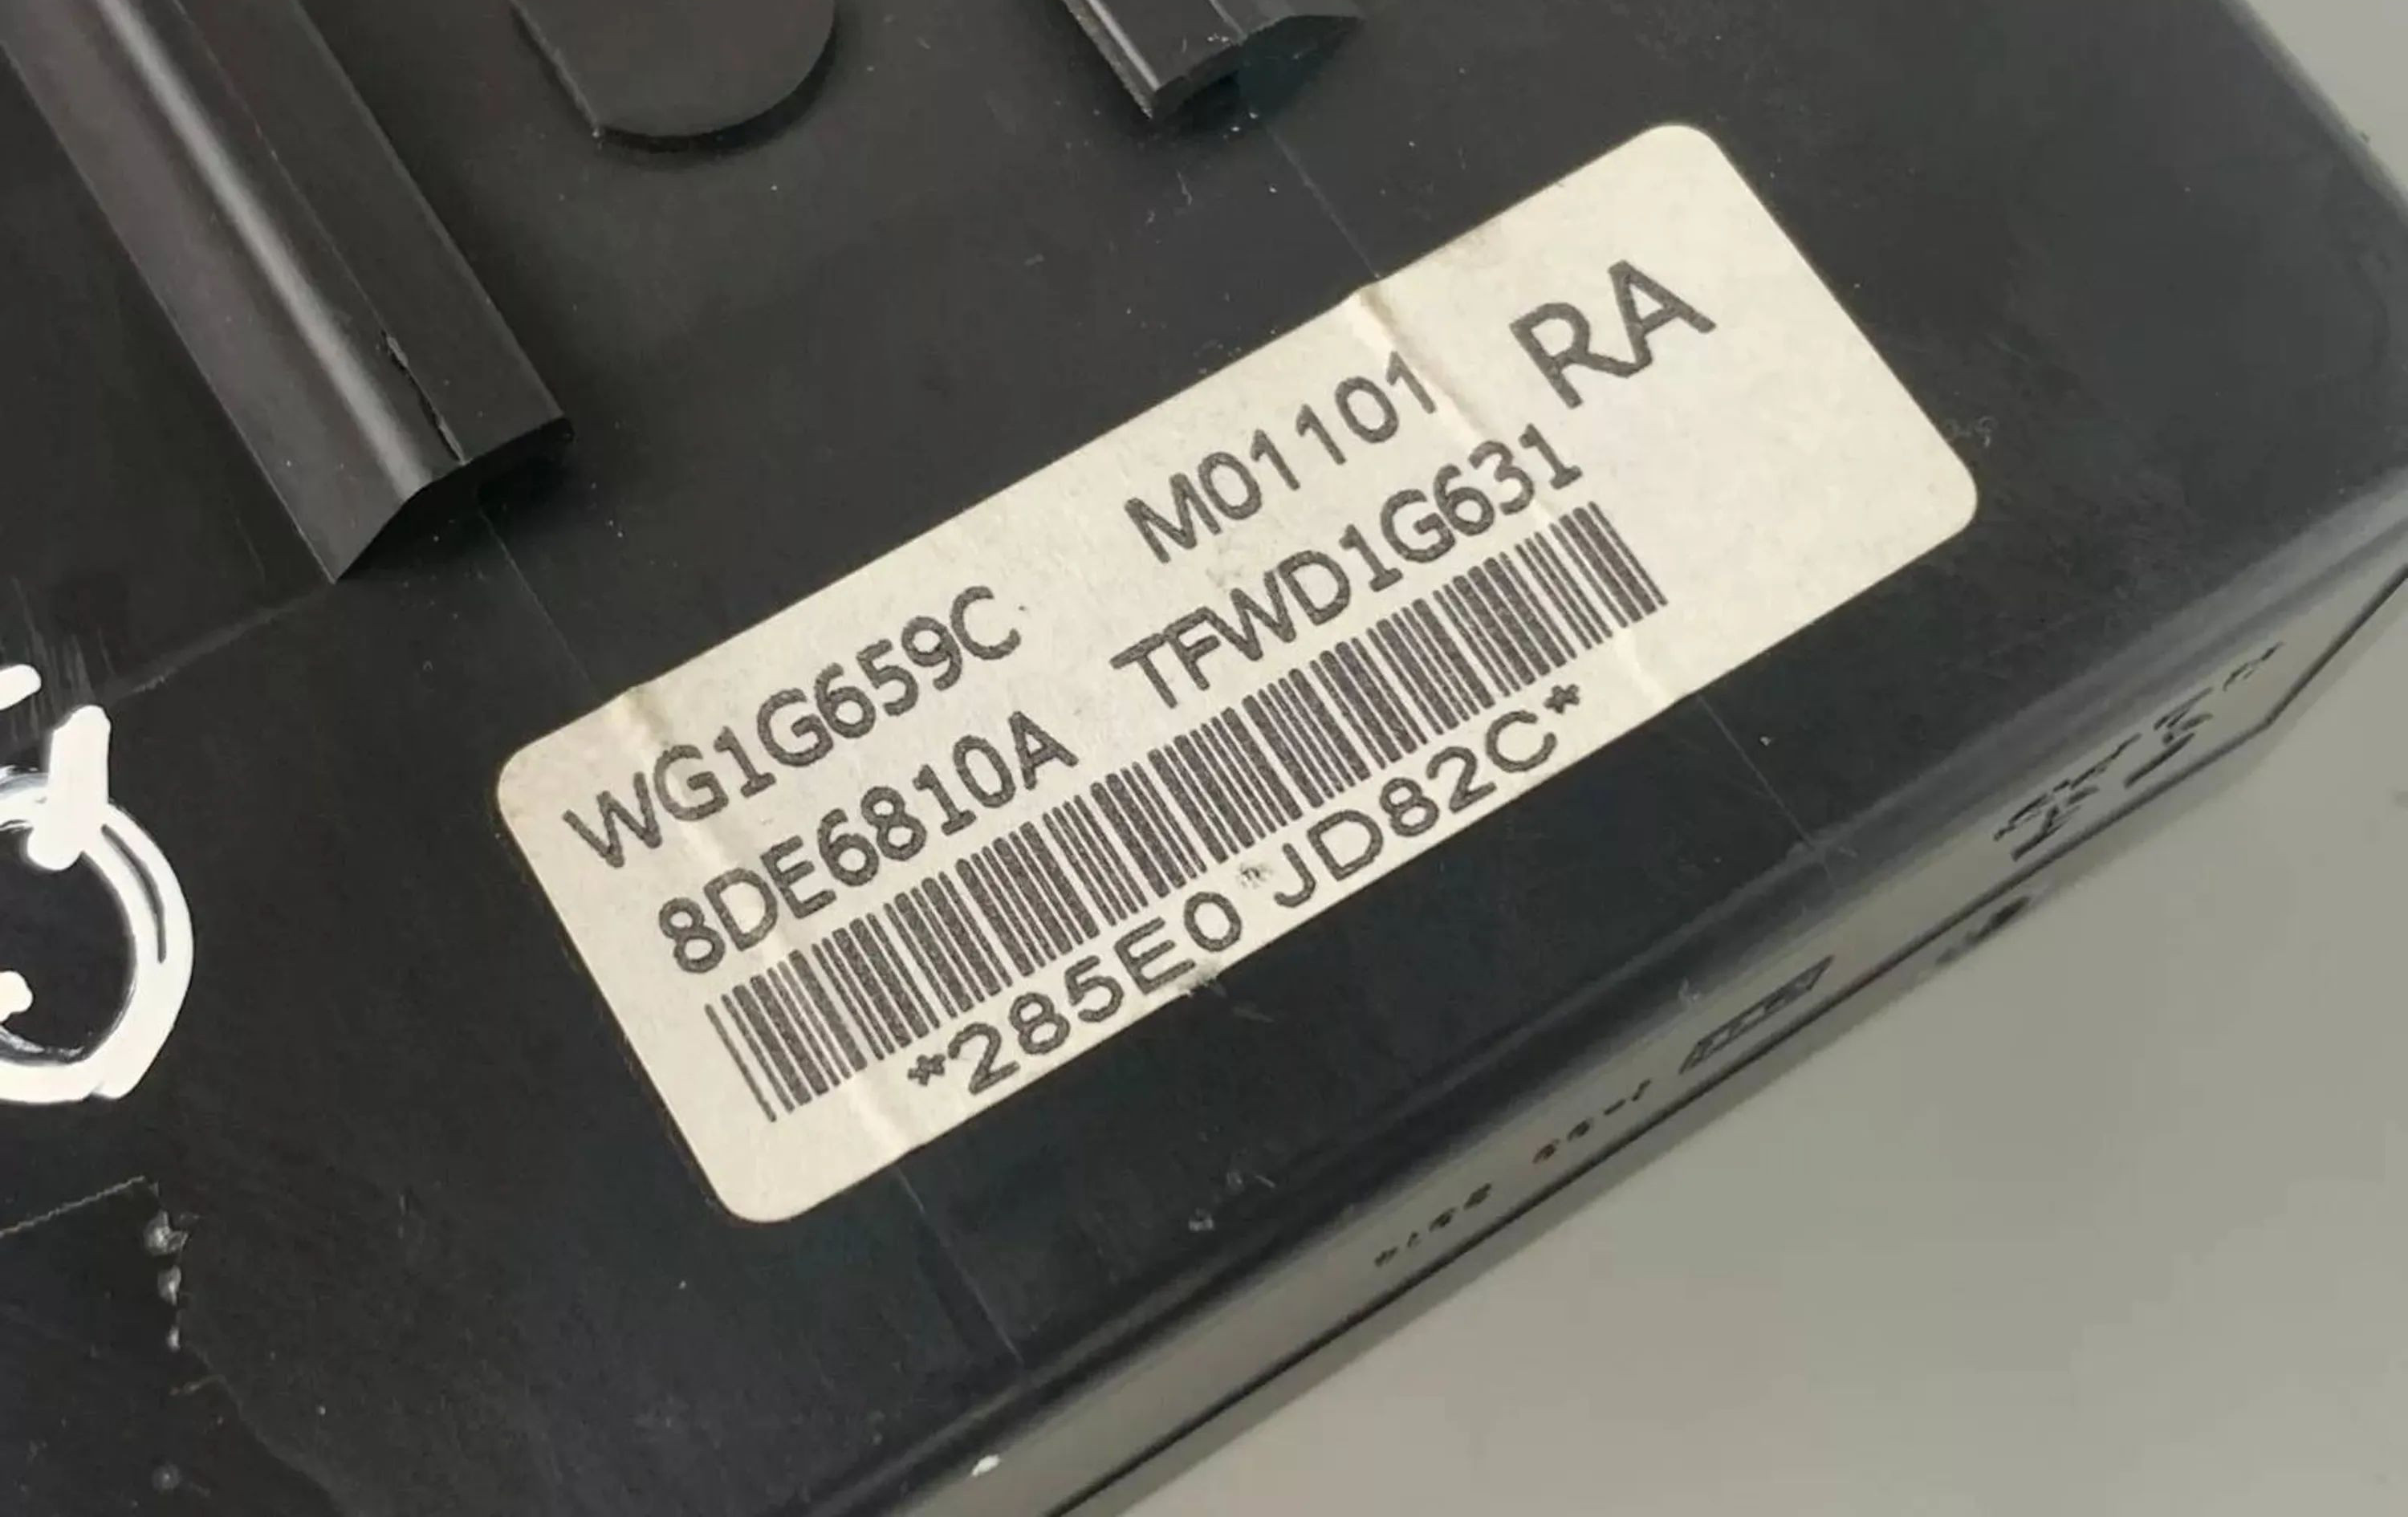 WG1G659C M01101 RA
8DE6810A TFWD1G631
*285E0 JD82C*